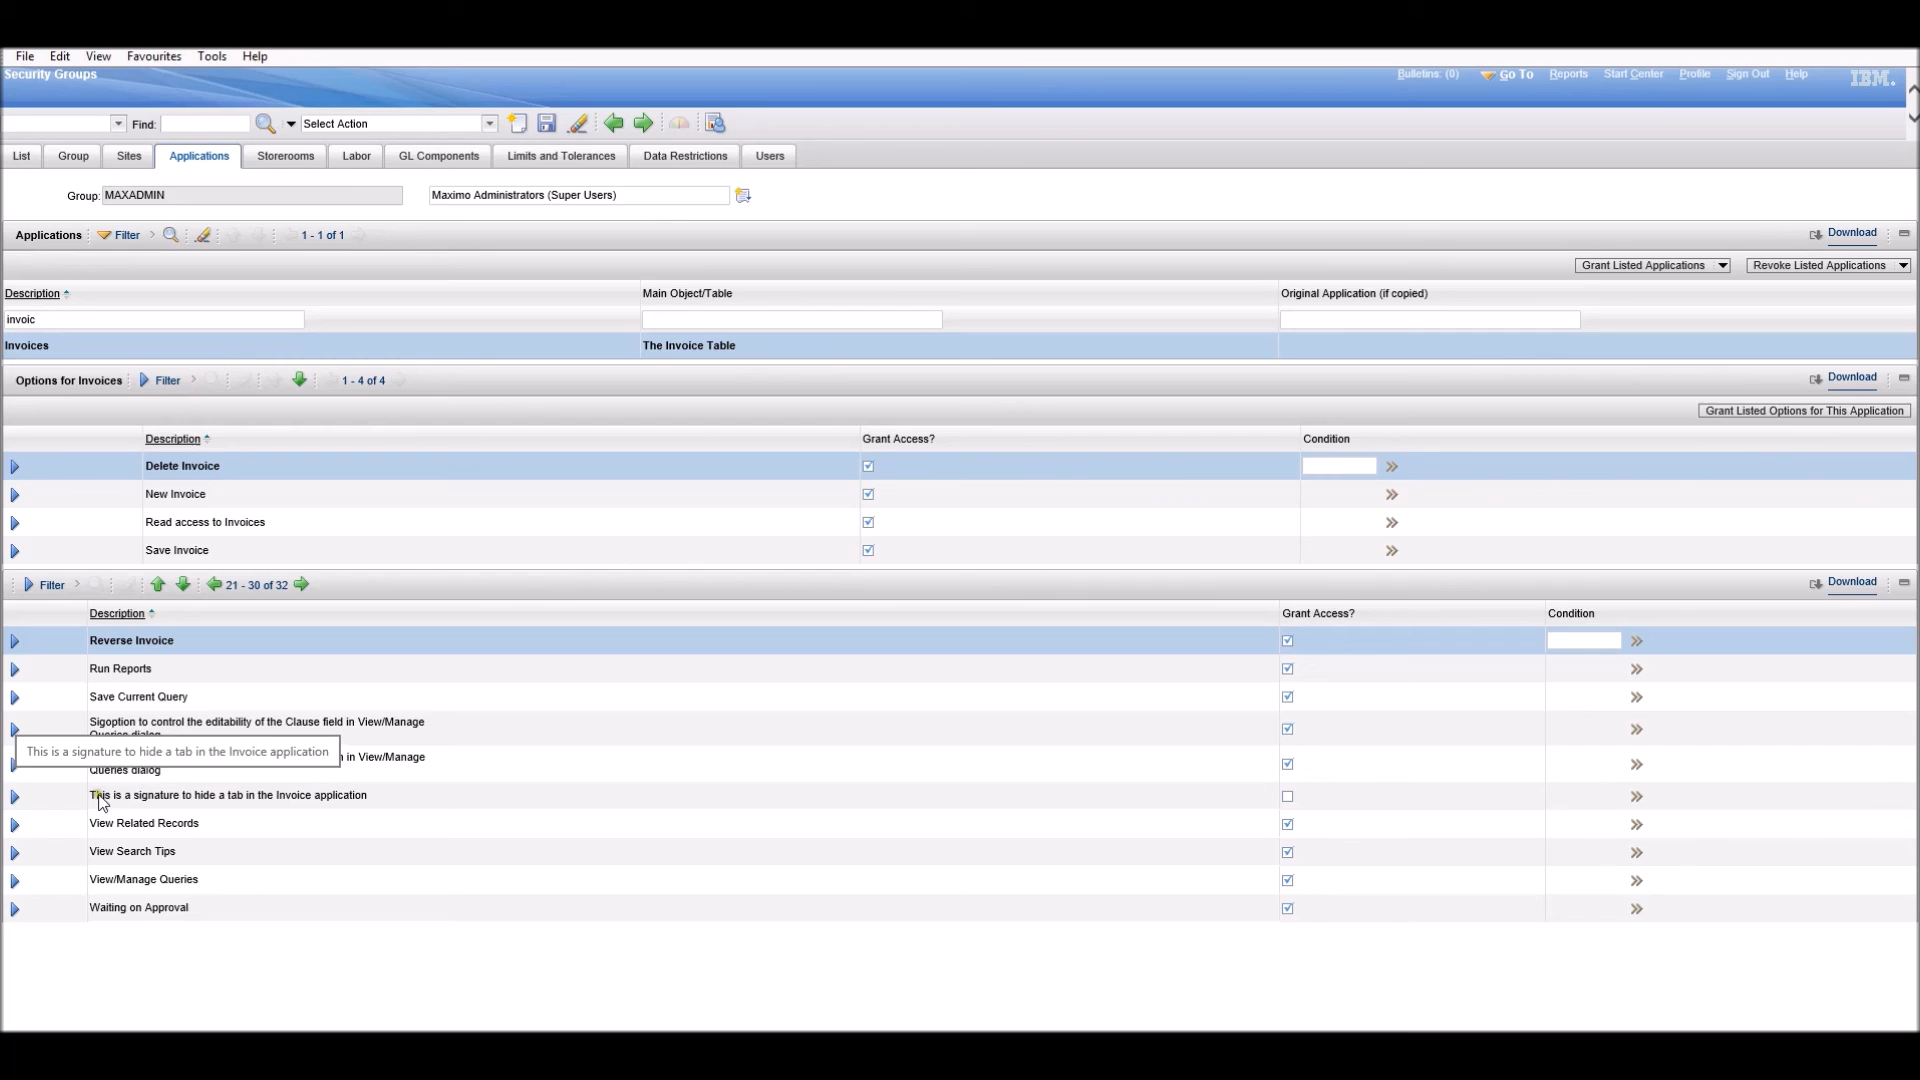 File Edit View Favourites Tools Help
Security Groups Bulletins: (0) Go To Reports Start Center Profile Sign Out Help IBM.
Find: Select Action
List Group Sites Applications Storerooms Labor GL Components Limits and Tolerances Data Restrictions Users
Group: MAXADMIN Maximo Administrators (Super Users)
Applications Filter 1 - 1 of 1 Download
Grant Listed Applications Revoke Listed Applications
Description Main Object/Table Original Application (if copied)
invoic
Invoices The Invoice Table
Options for Invoices Filter 1 - 4 of 4 Download
Grant Listed Options for This Application
Description Grant Access? Condition
Delete Invoice
New Invoice
Read access to Invoices
Save Invoice
Filter 21 - 30 of 32 Download
Description Grant Access? Condition
Reverse Invoice
Run Reports
Save Current Query
Sigoption to control the editability of the Clause field in View/Manage
Queries dialog
This is a signature to hide a tab in the Invoice application
in View/Manage
Queries dialog
This is a signature to hide a tab in the Invoice application
View Related Records
View Search Tips
View/Manage Queries
Waiting on Approval